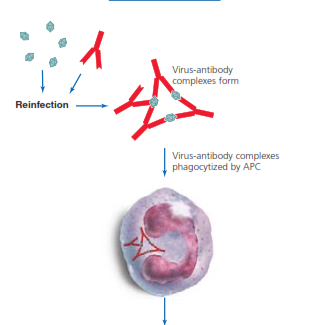 Virus-antibody
complexes form
Reinfection
Virus-antibody complexes
phagocytized by APC